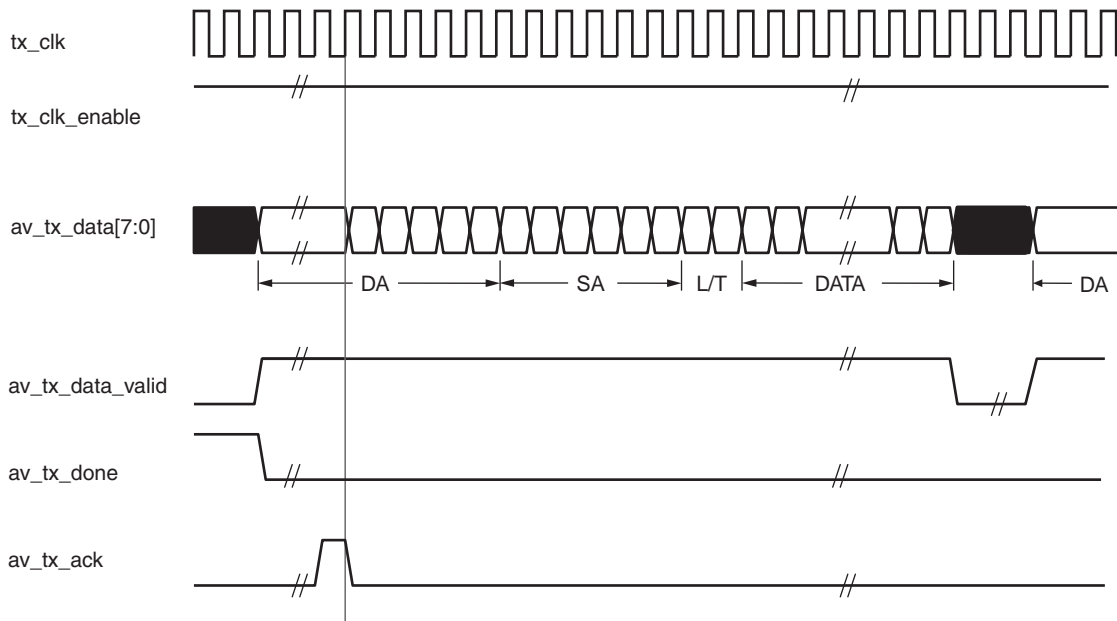 tx_clk
tx_clk_enable
av_tx_data[7:0]
DA SA L/T DATA DA
av_tx_data_valid
av_tx_done
av_tx_ack